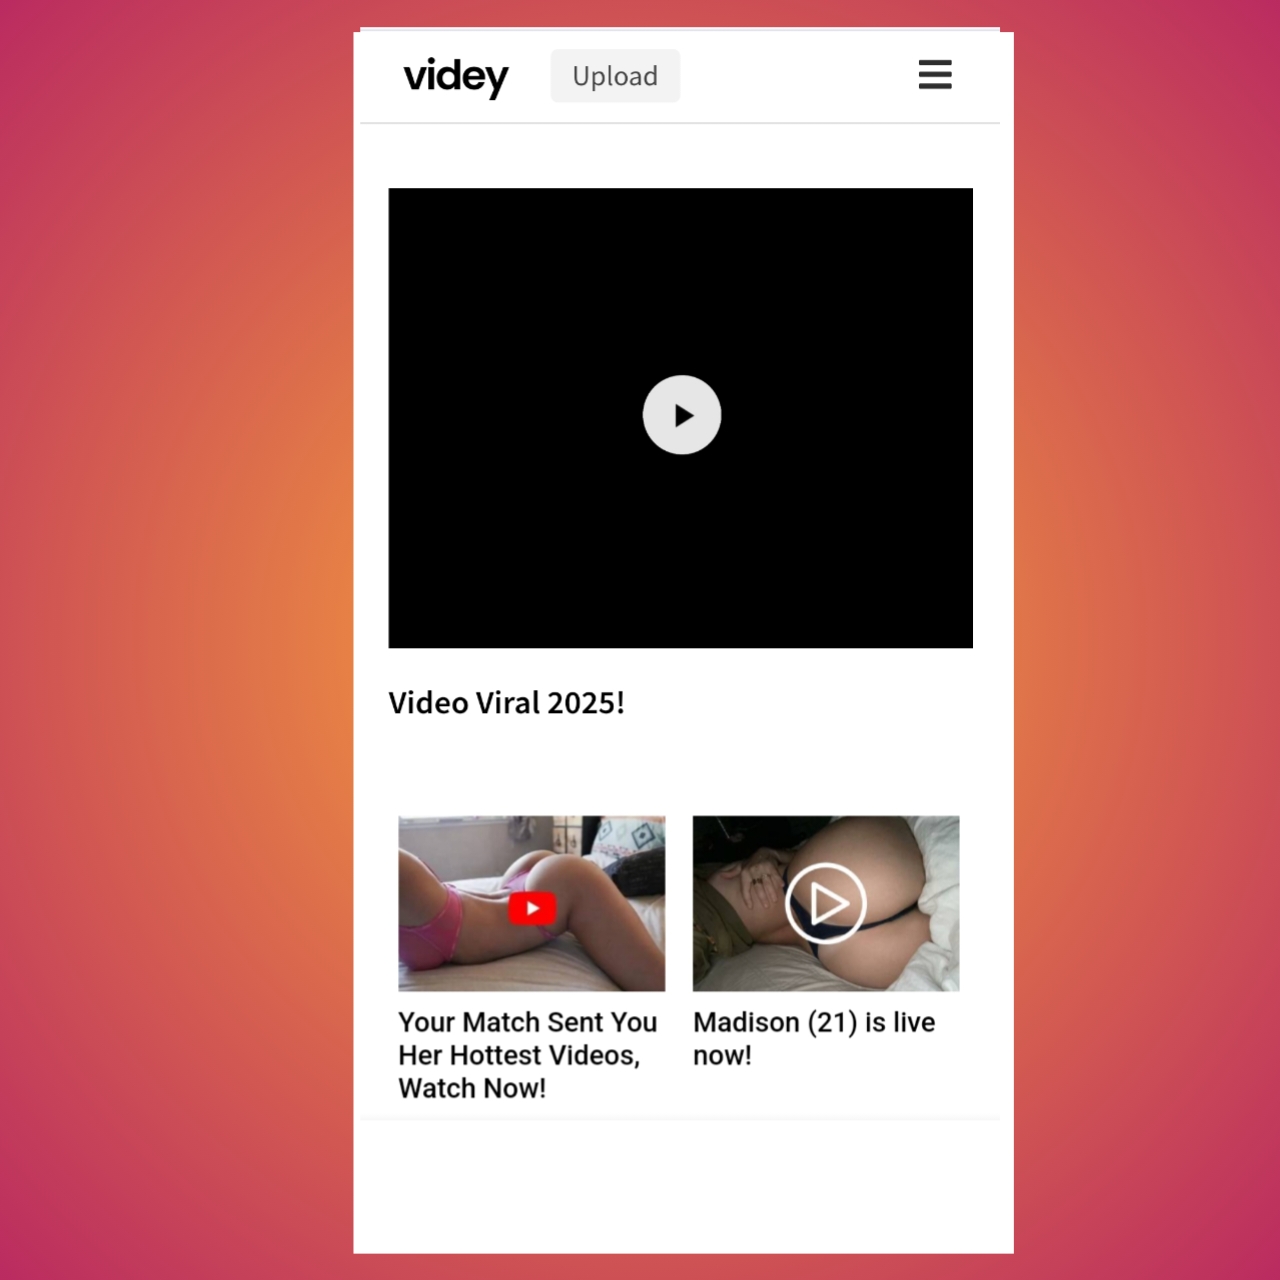 videy
Upload
Video Viral 2025!
Your Match Sent You
Her Hottest Videos,
Watch Now!
Madison (21) is live
now!